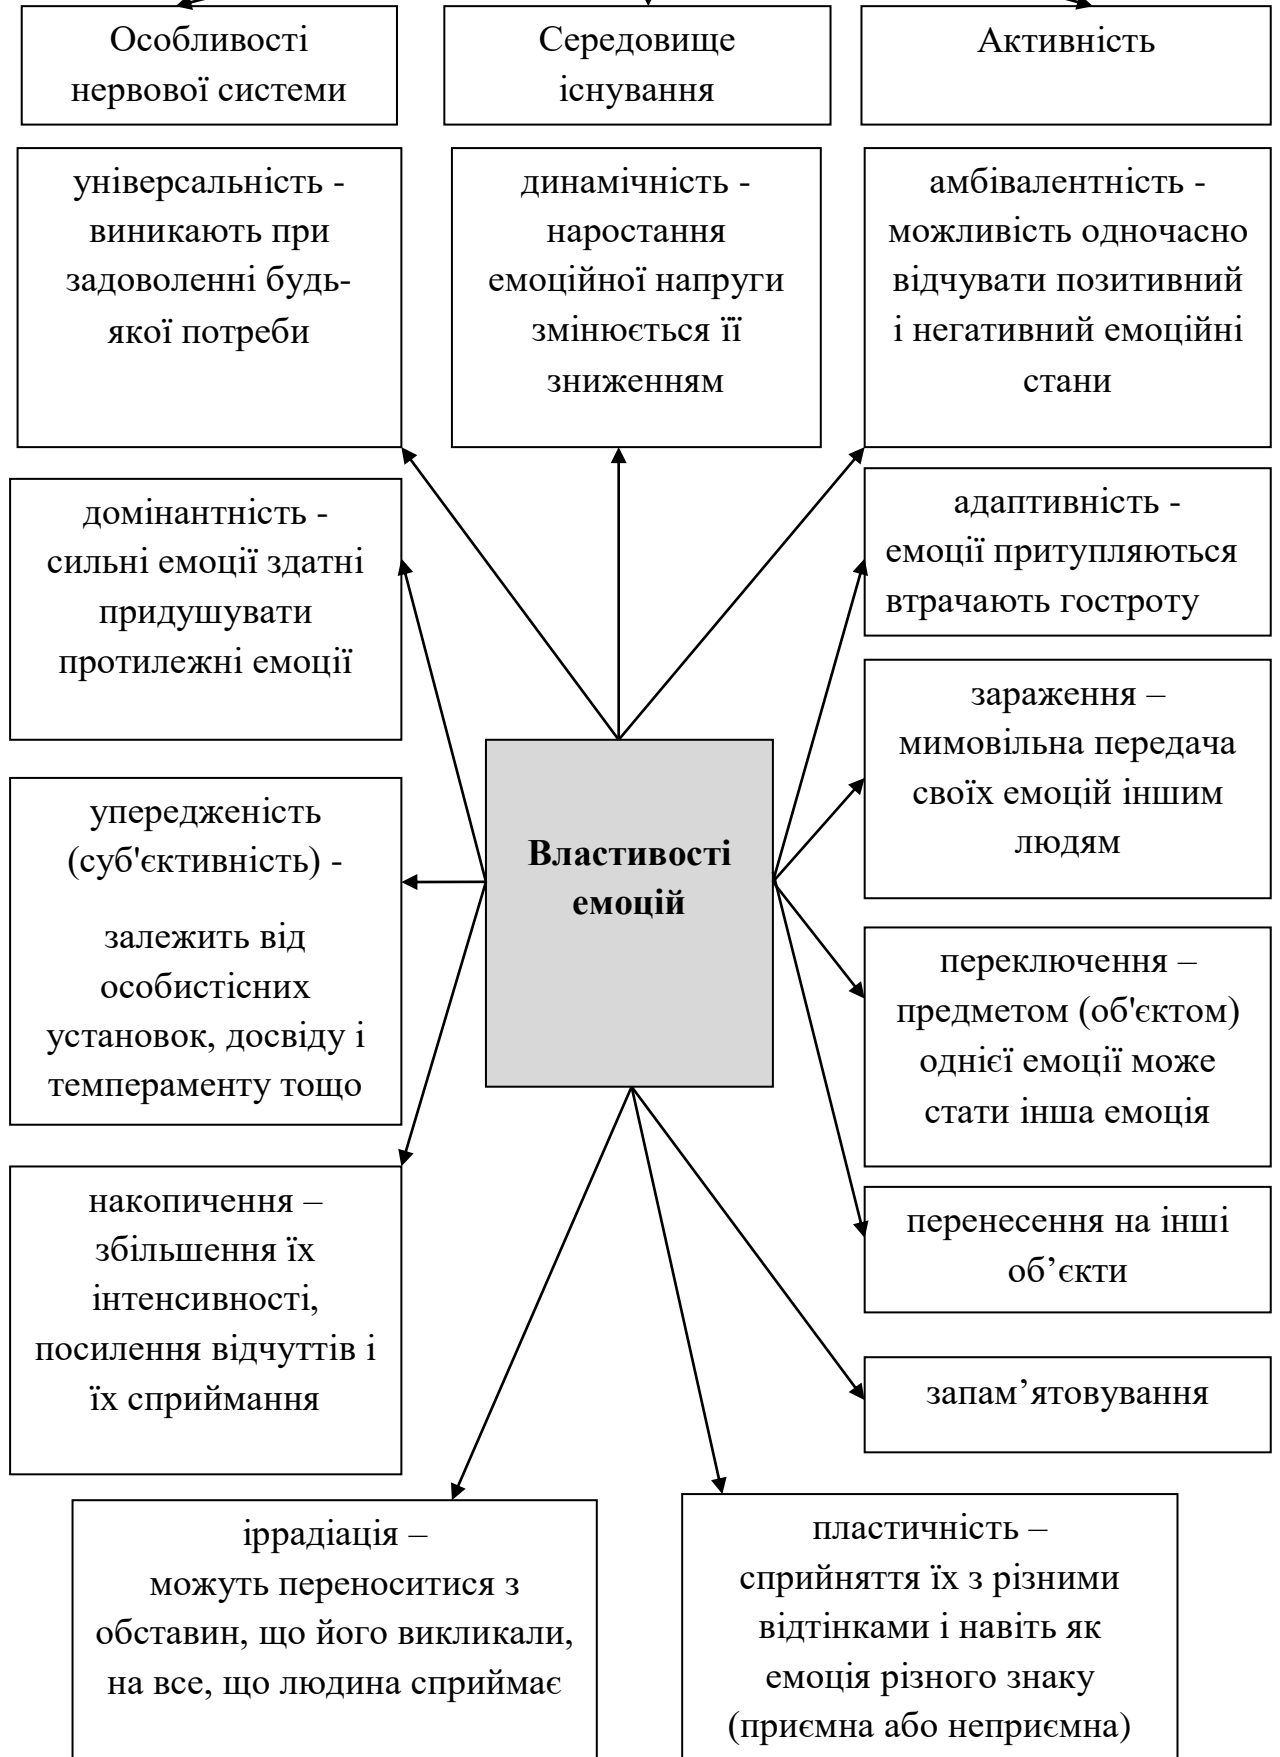 Особливості
нервової системи
Середовище
існування
Активність
універсальність -
виникають при
задоволенні будь-
якої потреби
динамічність -
наростання
емоційної напруги
змінюється її
зниженням
амбівалентність -
можливість одночасно
відчувати позитивний
і негативний емоційні
стани
домінантність -
сильні емоції здатні
придушувати
протилежні емоції
адаптивність -
емоції притупляються
втрачають гостроту
зараження –
мимовільна передача
своїх емоцій іншим
людям
упередженість
(суб'єктивність) -
залежить від
особистісних
установок, досвіду і
темпераменту тощо
Властивості
емоцій
переключення –
предметом (об'єктом)
однієї емоції може
стати інша емоція
накопичення –
збільшення їх
інтенсивності,
посилення відчуттів і
їх сприймання
перенесення на інші
об’єкти
запам’ятовування
іррадіація –
можуть переноситися з
обставин, що його викликали,
на все, що людина сприймає
пластичність –
сприйняття їх з різними
відтінками і навіть як
емоція різного знаку
(приємна або неприємна)